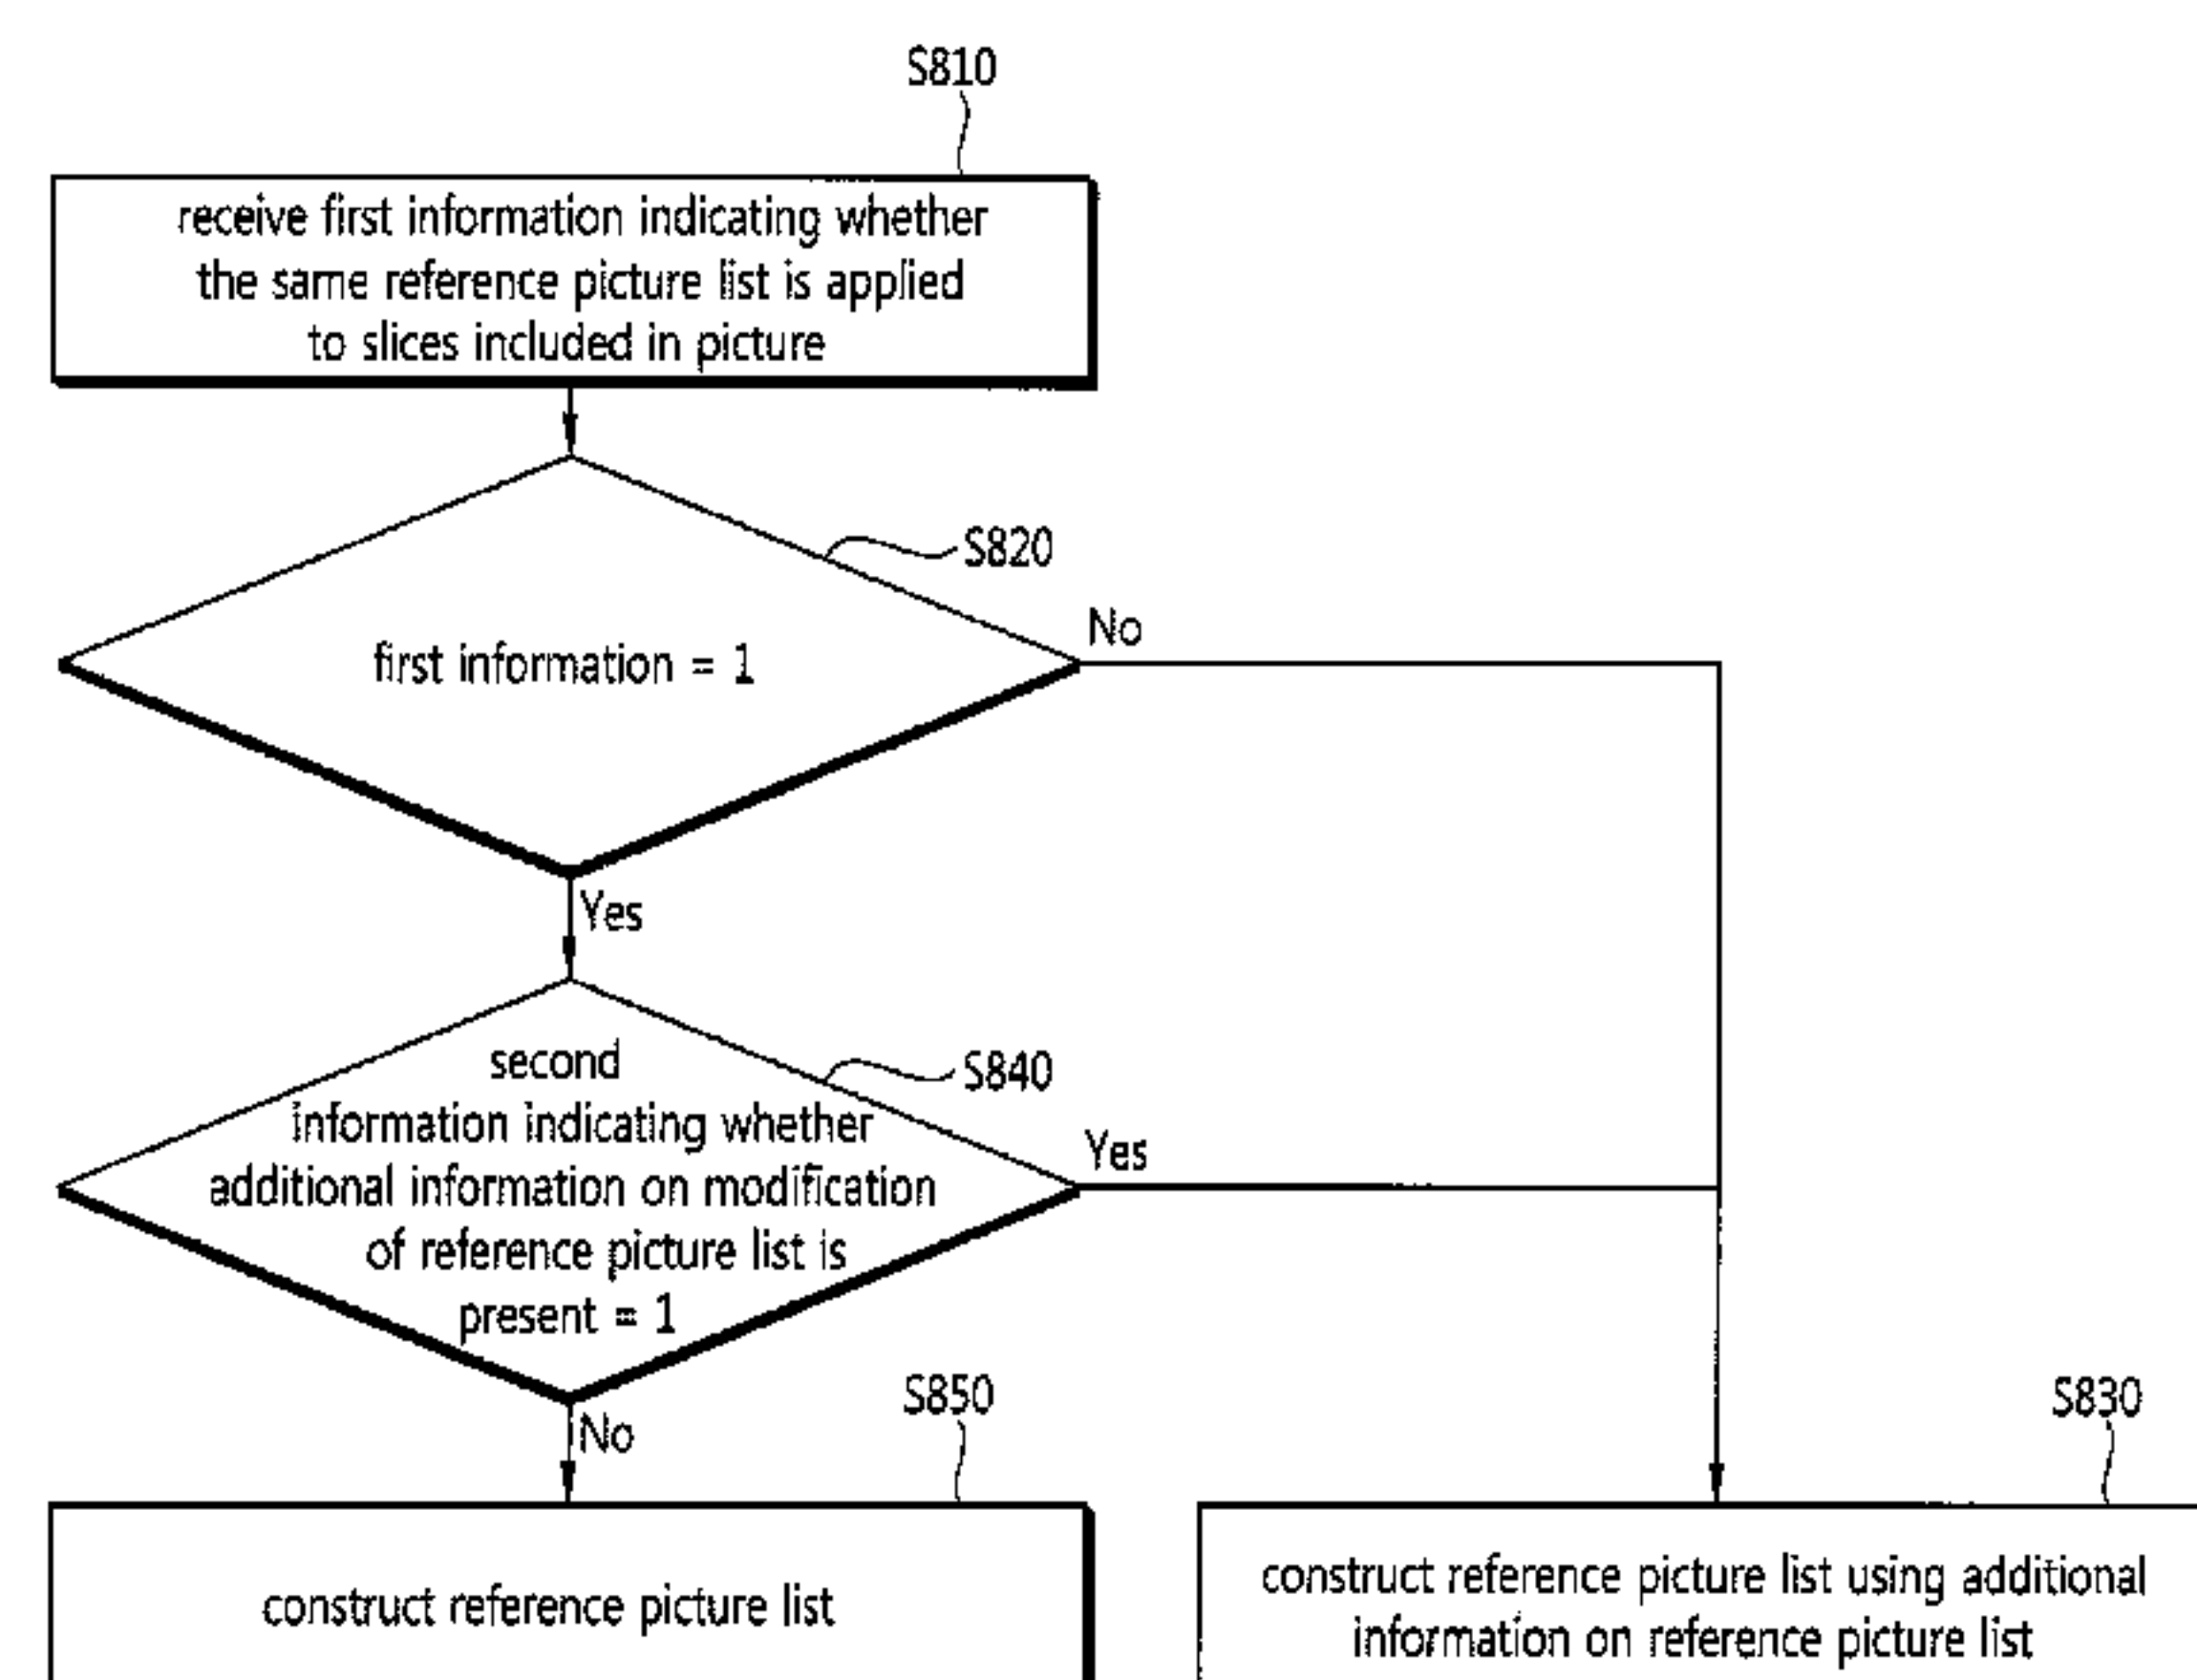 S810
receive first information indicating whether
the same reference picture list is applied
to slices included in picture
S820
No
first information = 1
Yes
second
information indicating whether
additional information on modification
of reference picture list is
present = 1
S840
Yes
No
S850
S830
construct reference picture list
construct reference picture list using additional
information on reference picture list